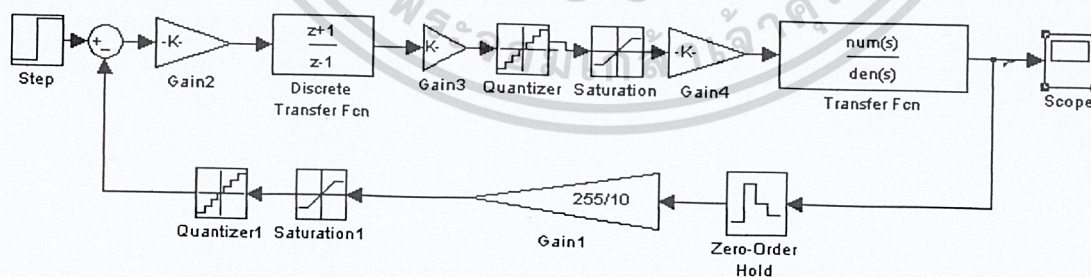 Step
+
-
-K-
Gain2
z+1
z-1
Discrete
Transfer Fcn
K-
Gain3
Quantizer
Saturation
-K-
Gain4
num(s)
den(s)
Transfer Fcn
Scope
Quantizer1
Saturation1
255/10
Gain1
Zero-Order
Hold